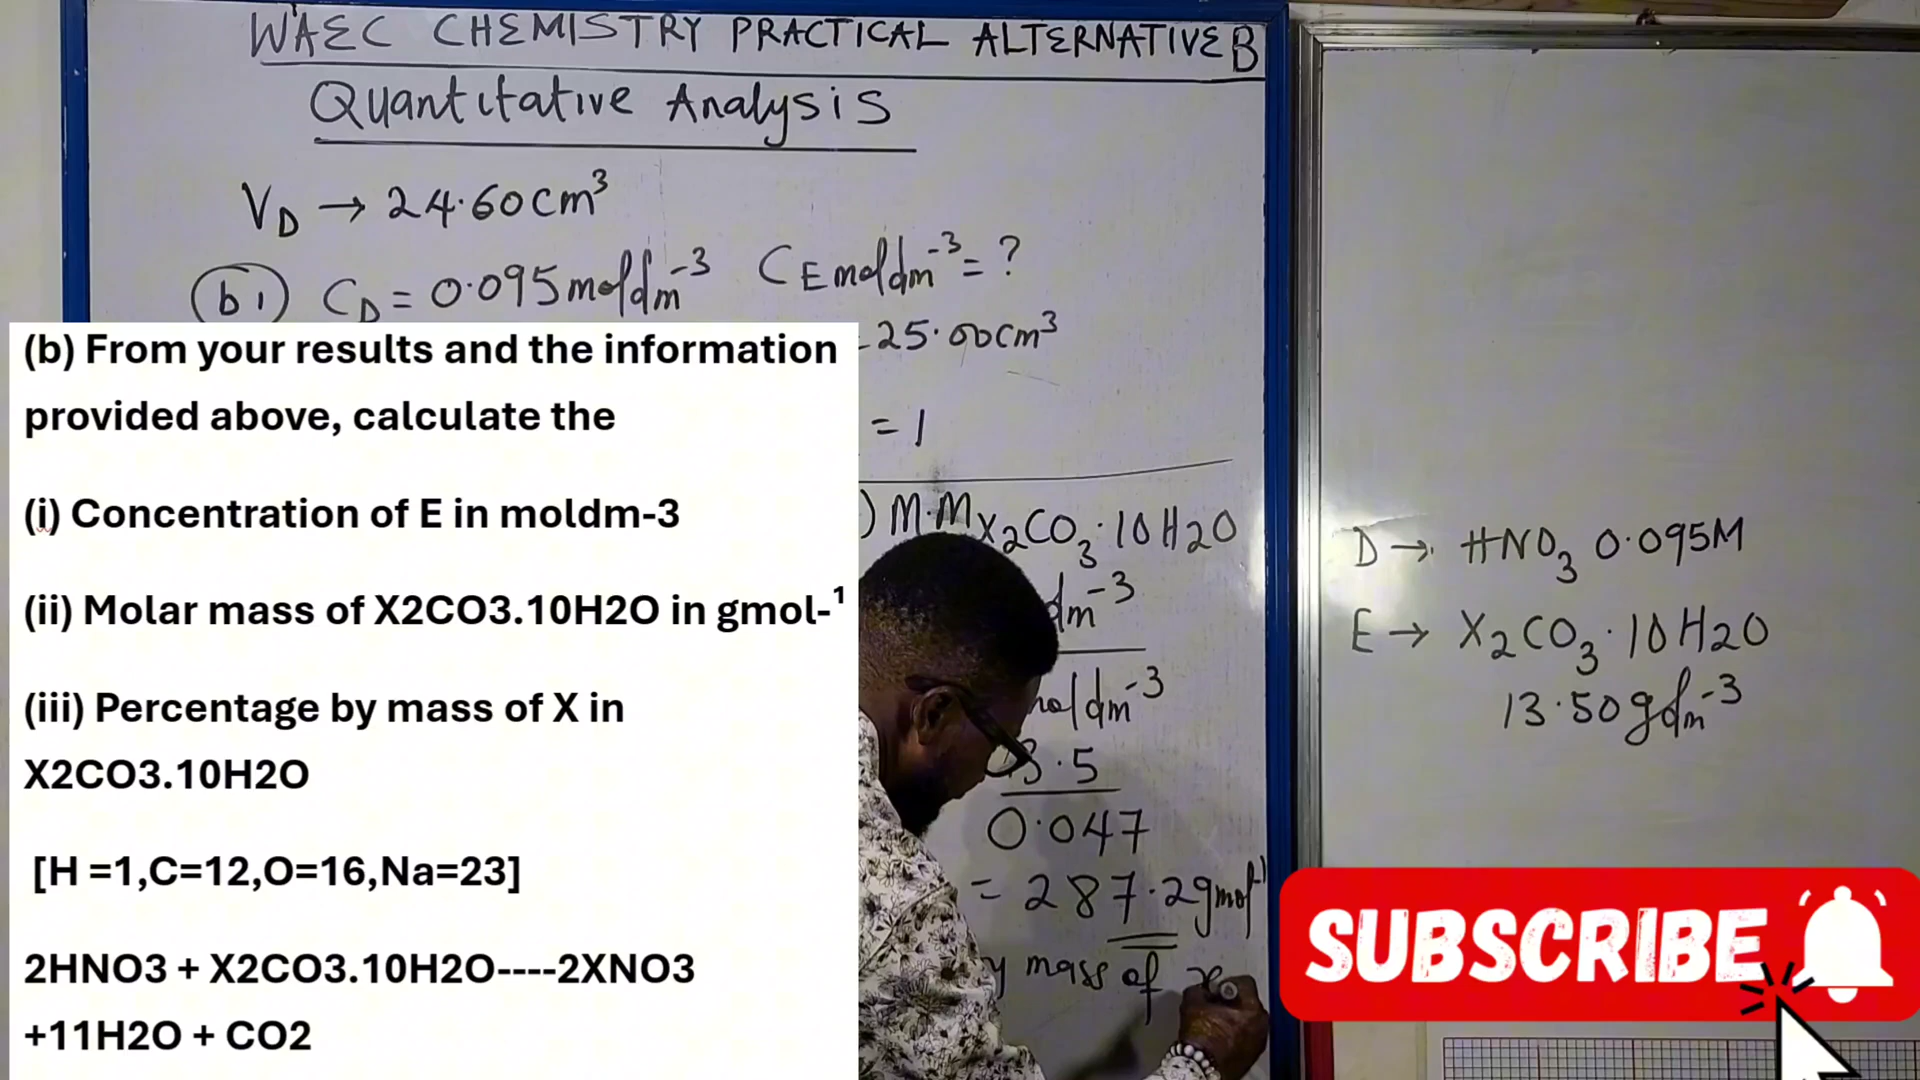 WAEC CHEMISTRY PRACTICAL ALTERNATIVE B
Quantitative Analysis
V_D → 24.60cm³
(b i) C_D = 0.095moldm⁻³ C_E moldm⁻³ = ?
25.00cm³
= 1
) M.M X₂CO₃.10H2O
dm⁻³
moldm⁻³
3.5
0.047
= 287.2gmol⁻¹
y mass of x
(b) From your results and the information
provided above, calculate the
(i) Concentration of E in moldm-3
(ii) Molar mass of X2CO3.10H2O in gmol-¹
(iii) Percentage by mass of X in
X2CO3.10H2O
[H =1,C=12,O=16,Na=23]
2HNO3 + X2CO3.10H2O----2XNO3
+11H2O + CO2
D → HNO₃ 0.095M
E → X₂CO₃.10H2O
13.50gdm⁻³
SUBSCRIBE